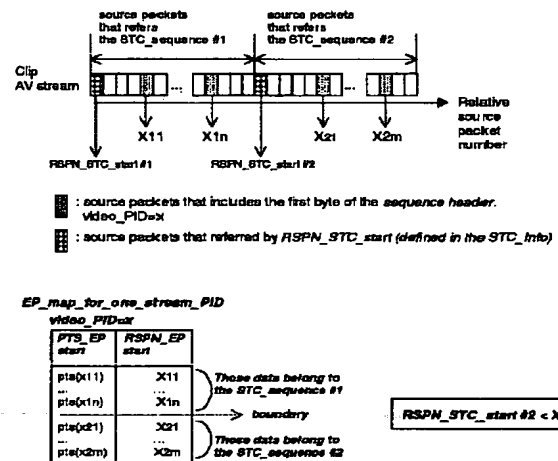 source packets
that refers
the STC_sequence #1
source packets
that refers
the STC_sequence #2
Clip
AV stream
...
...
Relative
source
packet
number
X11
X1n
X21
X2m
RSPN_STC_start #1
RSPN_STC_start #2
: source packets that includes the first byte of the sequence header.
video_PID=x
: source packets that referred by RSPN_STC_start (defined in the STC_Info)
EP_map_for_one_stream_PID
video_PID=x
PTS_EP
start
RSPN_EP
start
pts(x11)
X11
...
...
pts(x1n)
X1n
These data belong to
the STC_sequence #1
boundary
pts(x21)
X21
...
...
pts(x2m)
X2m
These data belong to
the STC_sequence #2
RSPN_STC_start #2 < X